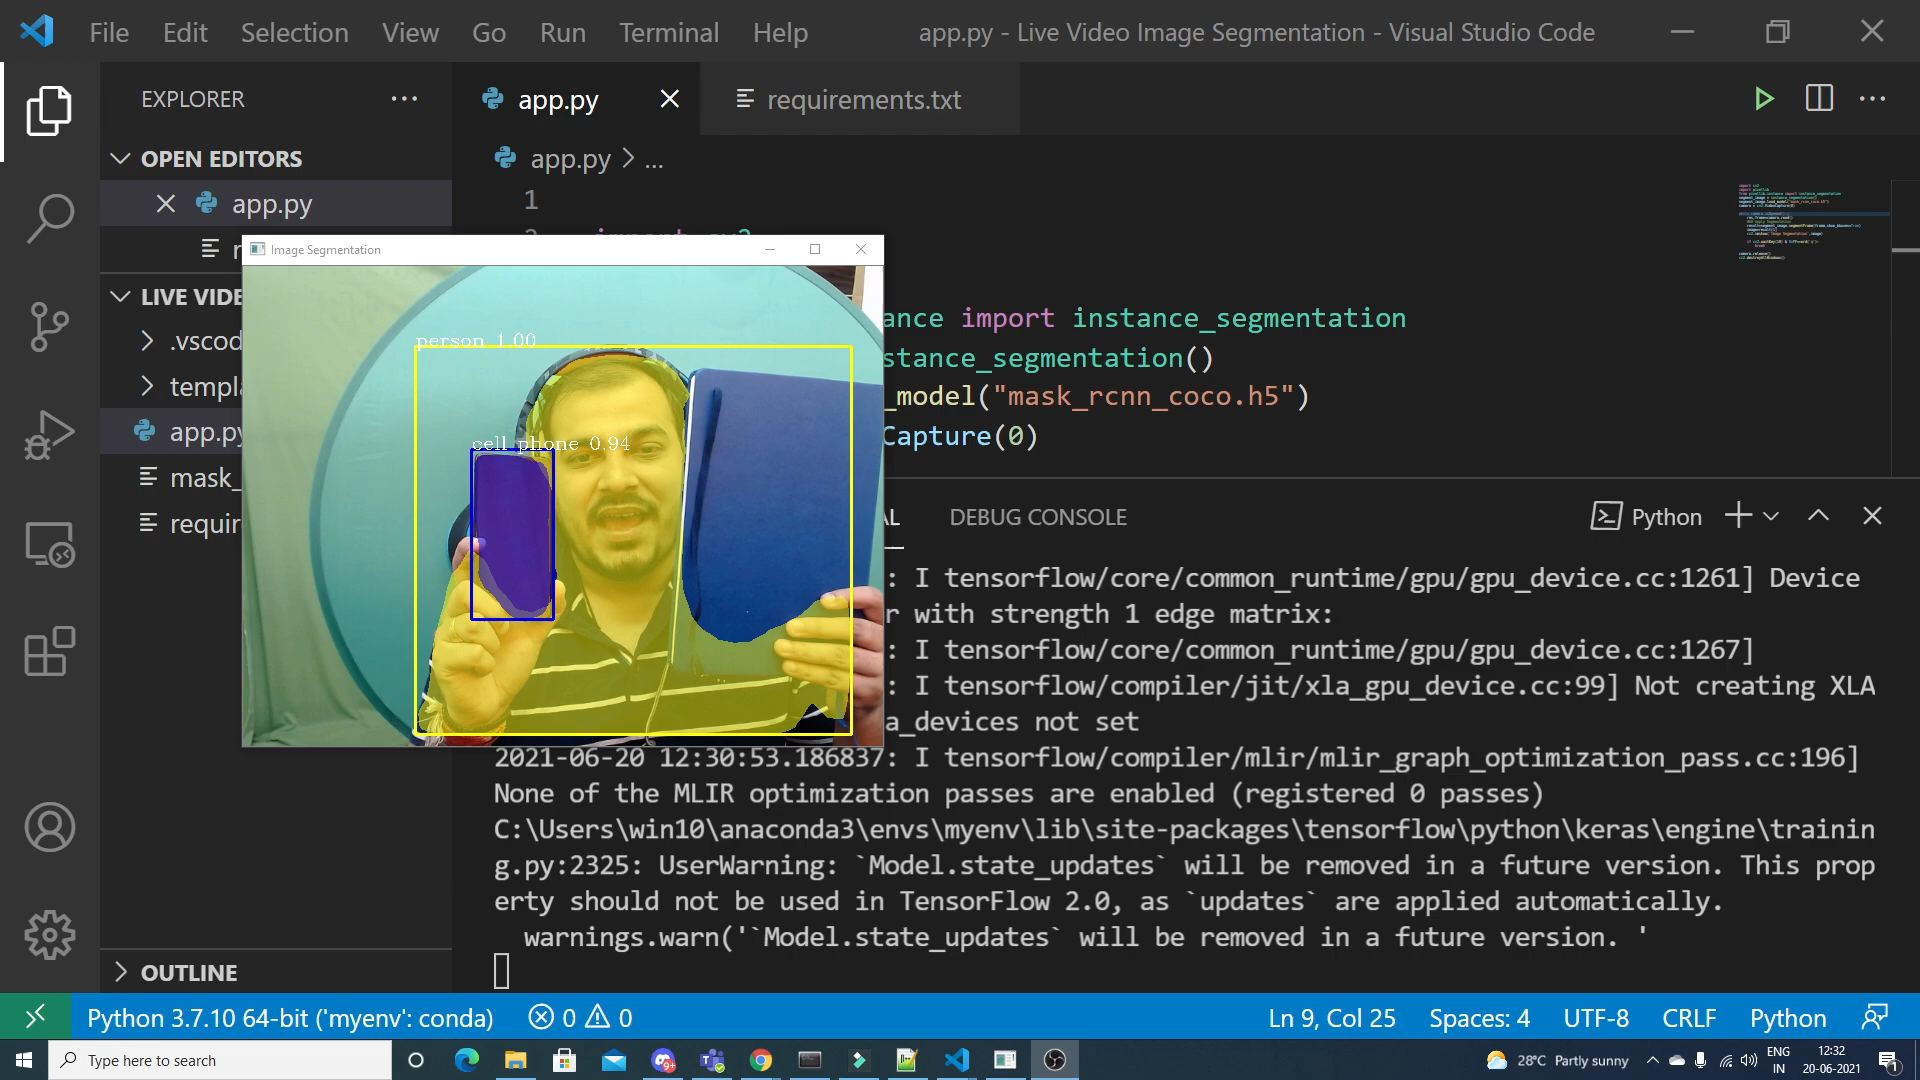 File Edit Selection View Go Run Terminal Help app.py - Live Video Image Segmentation - Visual Studio Code
EXPLORER
app.py
requirements.txt
OPEN EDITORS
app.py > ...
app.py
1
Image Segmentation
LIVE VIDE
.vscod
templa
app.py
mask_
requir
person 1.00
cell phone 0.94
ance import instance_segmentation
stance_segmentation()
_model("mask_rcnn_coco.h5")
Capture(0)
AL DEBUG CONSOLE Python
: I tensorflow/core/common_runtime/gpu/gpu_device.cc:1261] Device
r with strength 1 edge matrix:
: I tensorflow/core/common_runtime/gpu/gpu_device.cc:1267]
: I tensorflow/compiler/jit/xla_gpu_device.cc:99] Not creating XLA
a_devices not set
2021-06-20 12:30:53.186837: I tensorflow/compiler/mlir/mlir_graph_optimization_pass.cc:196]
None of the MLIR optimization passes are enabled (registered 0 passes)
C:\Users\win10\anaconda3\envs\myenv\lib\site-packages\tensorflow\python\keras\engine\trainin
g.py:2325: UserWarning: `Model.state_updates` will be removed in a future version. This prop
erty should not be used in TensorFlow 2.0, as `updates` are applied automatically.
warnings.warn('`Model.state_updates` will be removed in a future version. '
OUTLINE
Python 3.7.10 64-bit ('myenv': conda) 0 0 Ln 9, Col 25 Spaces: 4 UTF-8 CRLF Python
Type here to search
28°C Partly sunny
ENG
IN
12:32
20-06-2021